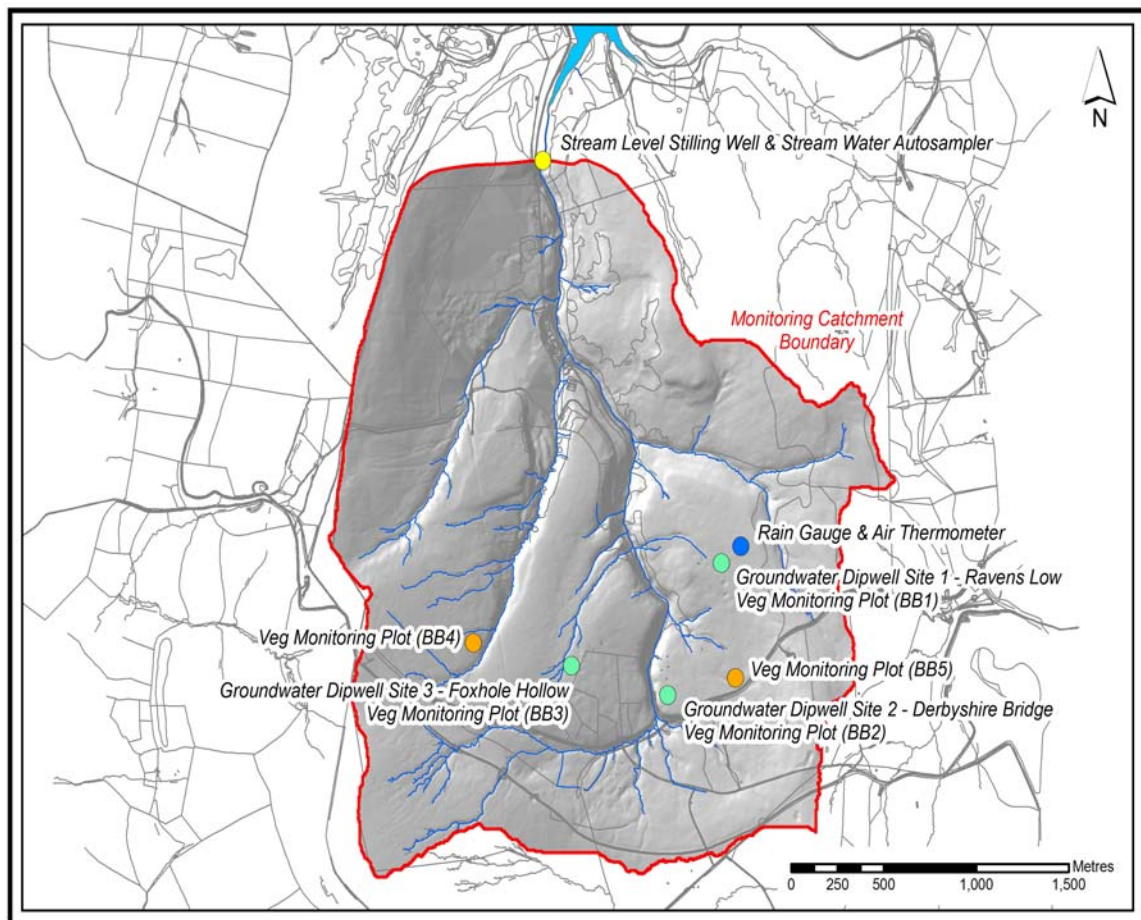 N
Stream Level Stilling Well & Stream Water Autosampler
Monitoring Catchment
Boundary
Rain Gauge & Air Thermometer
Groundwater Dipwell Site 1 - Ravens Low
Veg Monitoring Plot (BB1)
Veg Monitoring Plot (BB4)
Groundwater Dipwell Site 3 - Foxhole Hollow
Veg Monitoring Plot (BB3)
Veg Monitoring Plot (BB5)
Groundwater Dipwell Site 2 - Derbyshire Bridge
Veg Monitoring Plot (BB2)
Metres
0 250 500 1,000 1,500